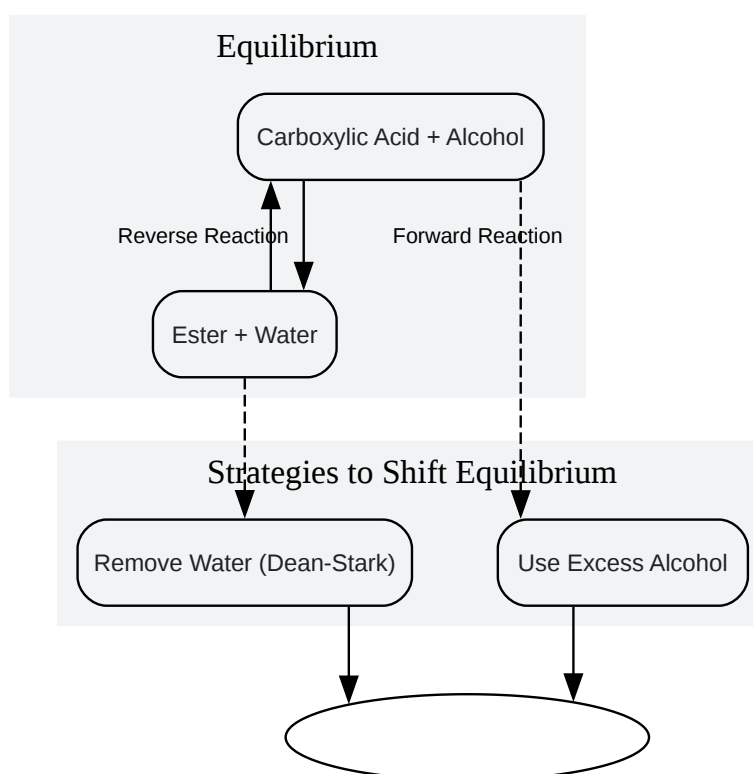 Equilibrium
Carboxylic Acid + Alcohol
Reverse Reaction
Forward Reaction
Ester + Water
Strategies to Shift Equilibrium
Remove Water (Dean-Stark)
Use Excess Alcohol